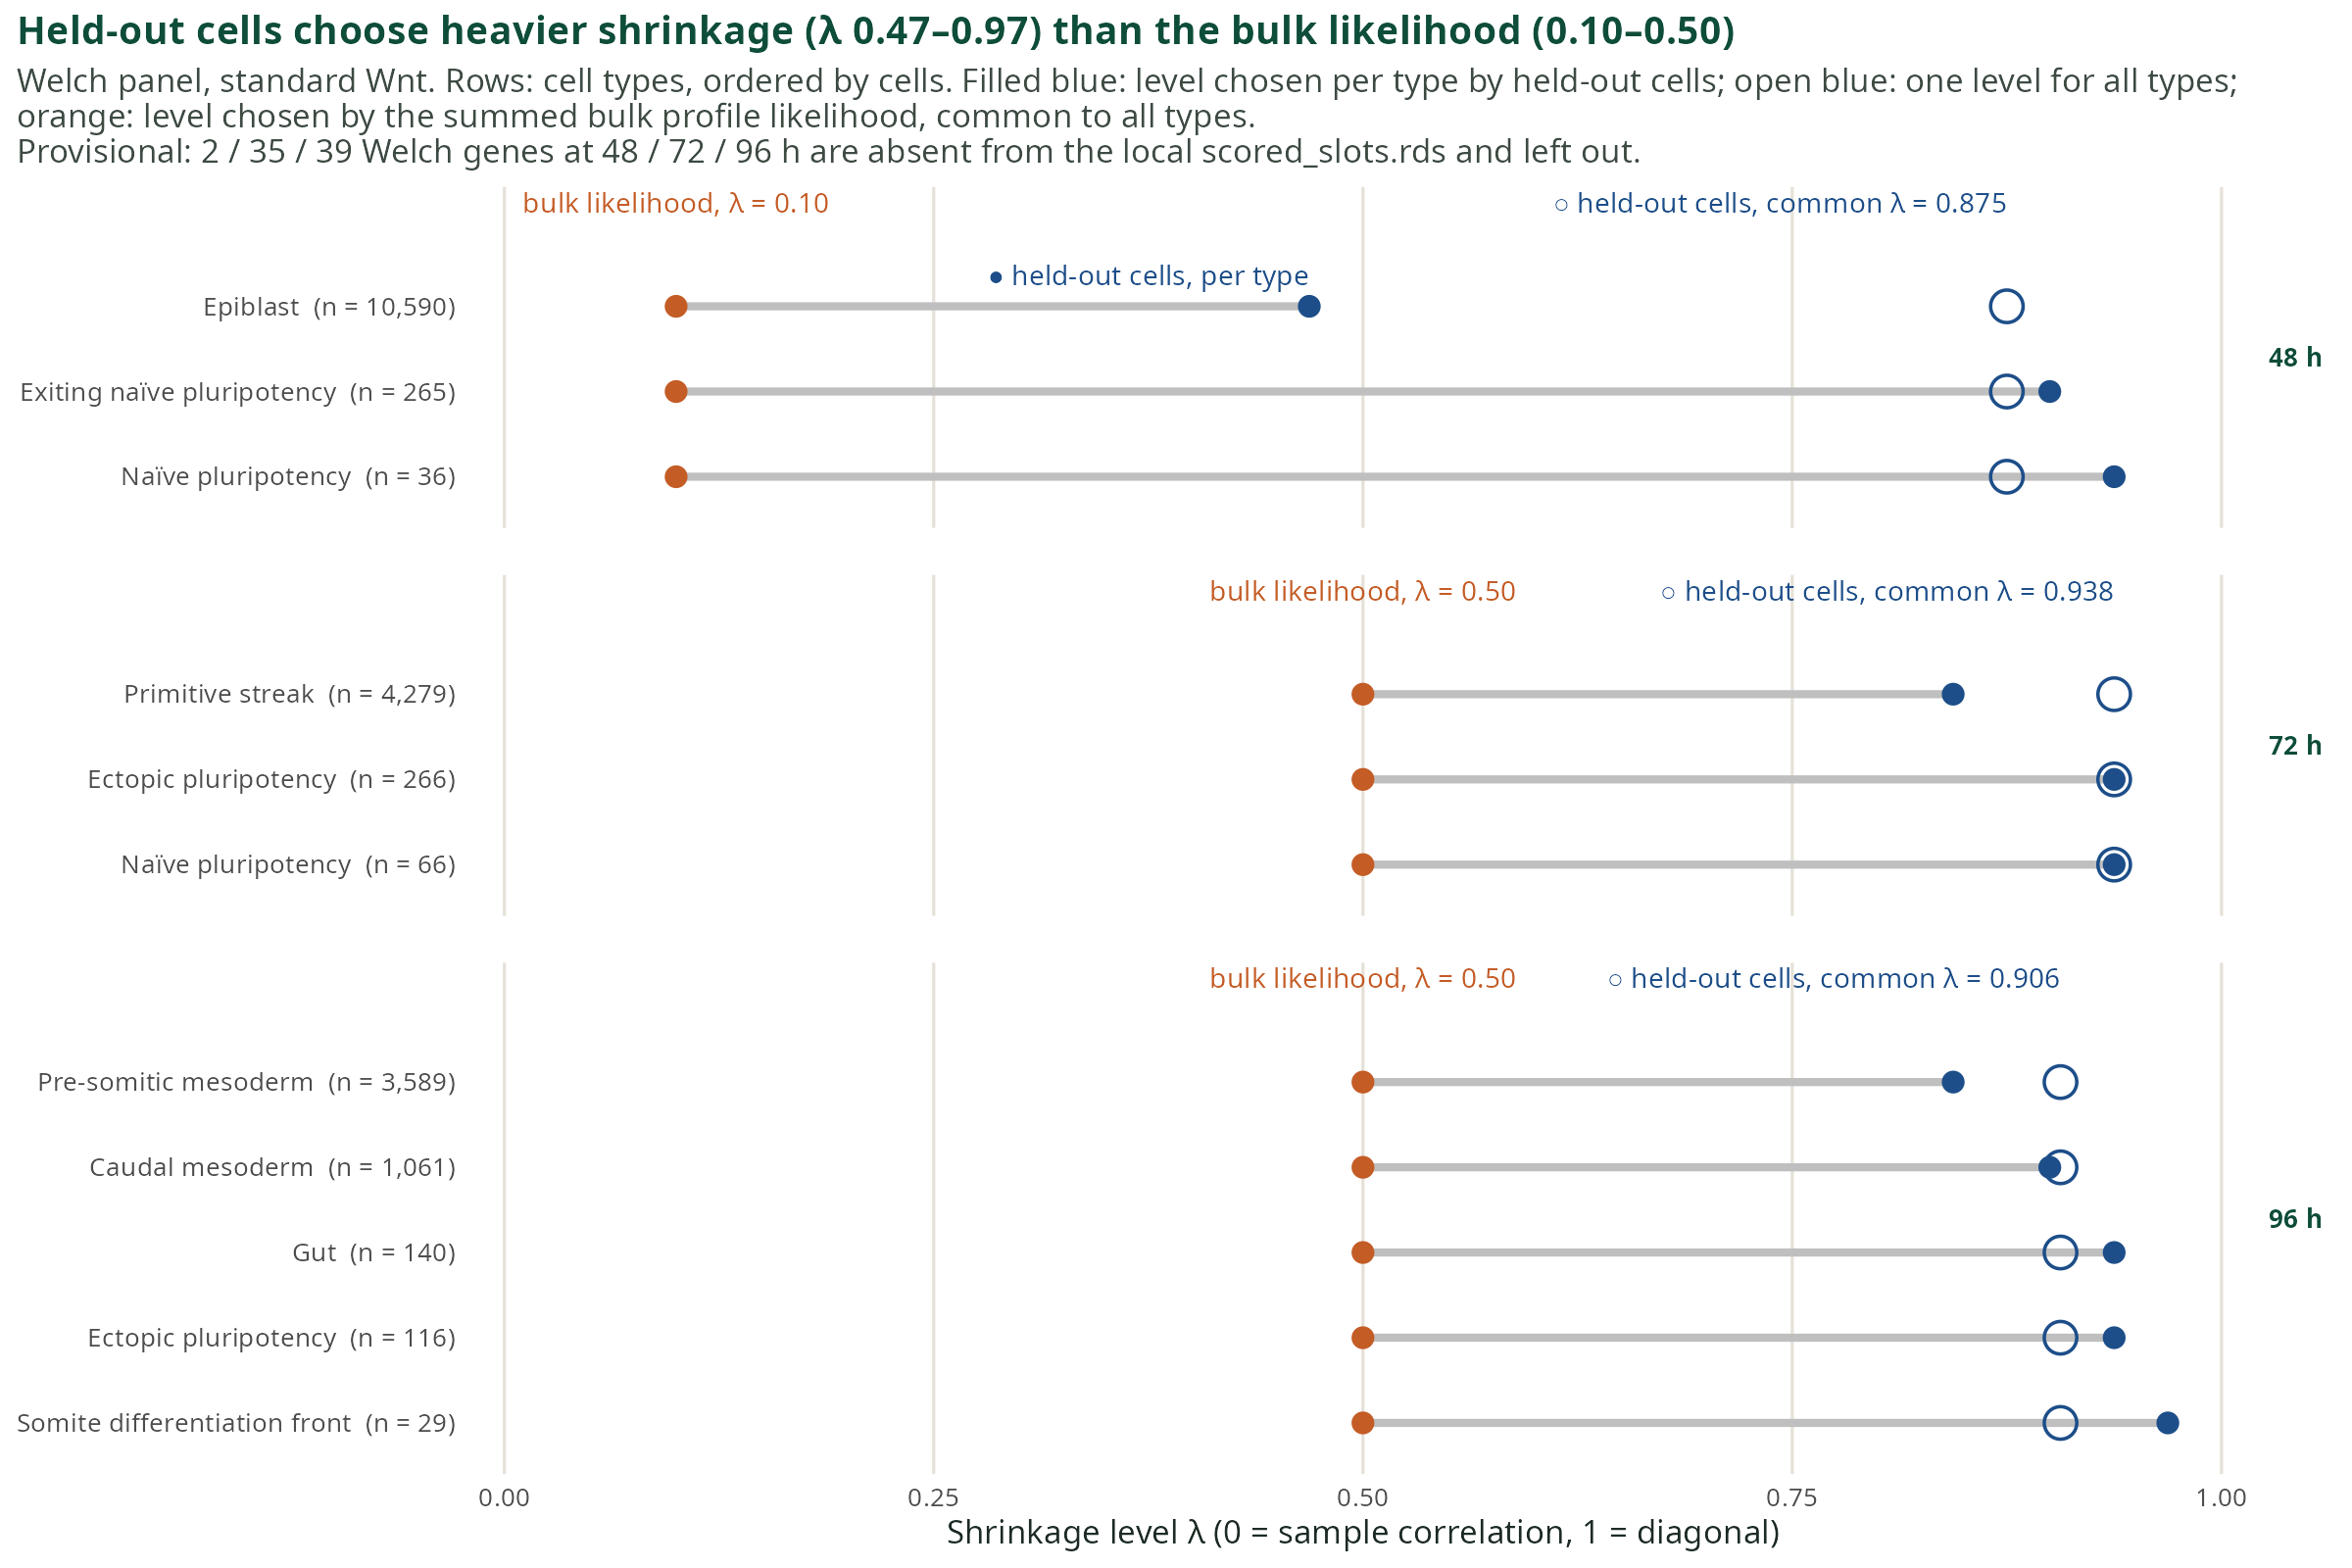 Held-out cells choose heavier shrinkage (λ 0.47–0.97) than the bulk likelihood (0.10–0.50)
Welch panel, standard Wnt. Rows: cell types, ordered by cells. Filled blue: level chosen per type by held-out cells; open blue: one level for all types;
orange: level chosen by the summed bulk profile likelihood, common to all types.
Provisional: 2 / 35 / 39 Welch genes at 48 / 72 / 96 h are absent from the local scored_slots.rds and left out.
bulk likelihood, λ = 0.10
○ held-out cells, common λ = 0.875
● held-out cells, per type
Epiblast (n = 10,590)
48 h
Exiting naïve pluripotency (n = 265)
Naïve pluripotency (n = 36)
bulk likelihood, λ = 0.50
○ held-out cells, common λ = 0.938
Primitive streak (n = 4,279)
72 h
Ectopic pluripotency (n = 266)
Naïve pluripotency (n = 66)
bulk likelihood, λ = 0.50
○ held-out cells, common λ = 0.906
Pre-somitic mesoderm (n = 3,589)
Caudal mesoderm (n = 1,061)
96 h
Gut (n = 140)
Ectopic pluripotency (n = 116)
Somite differentiation front (n = 29)
0.00 0.25 0.50 0.75 1.00
Shrinkage level λ (0 = sample correlation, 1 = diagonal)